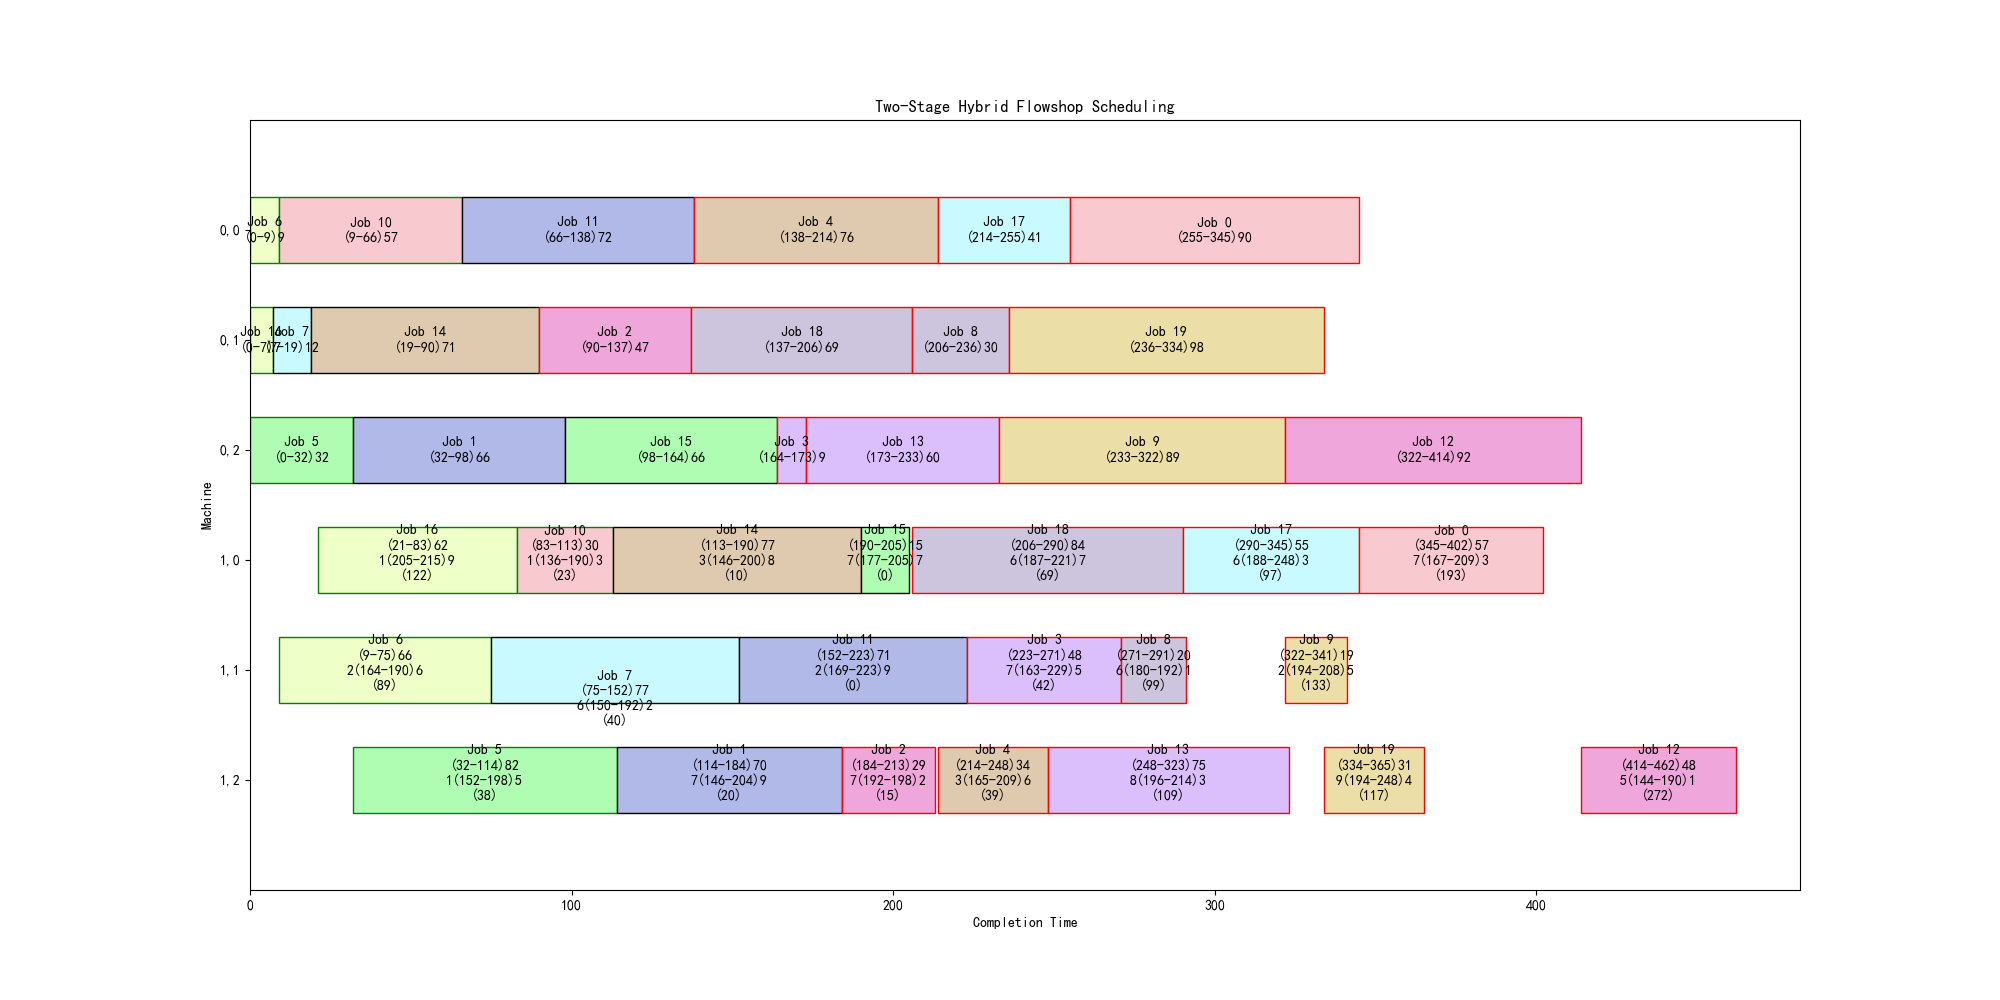 Two-Stage Hybrid Flowshop Scheduling
0,0
Job 6
(0-9)9
Job 10
(9-66)57
Job 11
(66-138)72
Job 4
(138-214)76
Job 17
(214-255)41
Job 0
(255-345)90
0,1
Job 16
(0-7)7
Job 7
(7-19)12
Job 14
(19-90)71
Job 2
(90-137)47
Job 18
(137-206)69
Job 8
(206-236)30
Job 19
(236-334)98
0,2
Job 5
(0-32)32
Job 1
(32-98)66
Job 15
(98-164)66
Job 3
(164-173)9
Job 13
(173-233)60
Job 9
(233-322)89
Job 12
(322-414)92
Machine
1,0
Job 16
(21-83)62
1(205-215)9
(122)
Job 10
(83-113)30
1(136-190)3
(23)
Job 14
(113-190)77
3(146-200)8
(10)
Job 15
(190-205)15
7(177-205)7
(0)
Job 18
(206-290)84
6(187-221)7
(69)
Job 17
(290-345)55
6(188-248)3
(97)
Job 0
(345-402)57
7(167-209)3
(193)
1,1
Job 6
(9-75)66
2(164-190)6
(89)
Job 7
(75-152)77
6(150-192)2
(40)
Job 11
(152-223)71
2(169-223)9
(0)
Job 3
(223-271)48
7(163-229)5
(42)
Job 8
(271-291)20
6(180-192)1
(99)
Job 9
(322-341)19
2(194-208)5
(133)
1,2
Job 5
(32-114)82
1(152-198)5
(38)
Job 1
(114-184)70
7(146-204)9
(20)
Job 2
(184-213)29
7(192-198)2
(15)
Job 4
(214-248)34
3(165-209)6
(39)
Job 13
(248-323)75
8(196-214)3
(109)
Job 19
(334-365)31
9(194-248)4
(117)
Job 12
(414-462)48
5(144-190)1
(272)
0
100
200
300
400
Completion Time